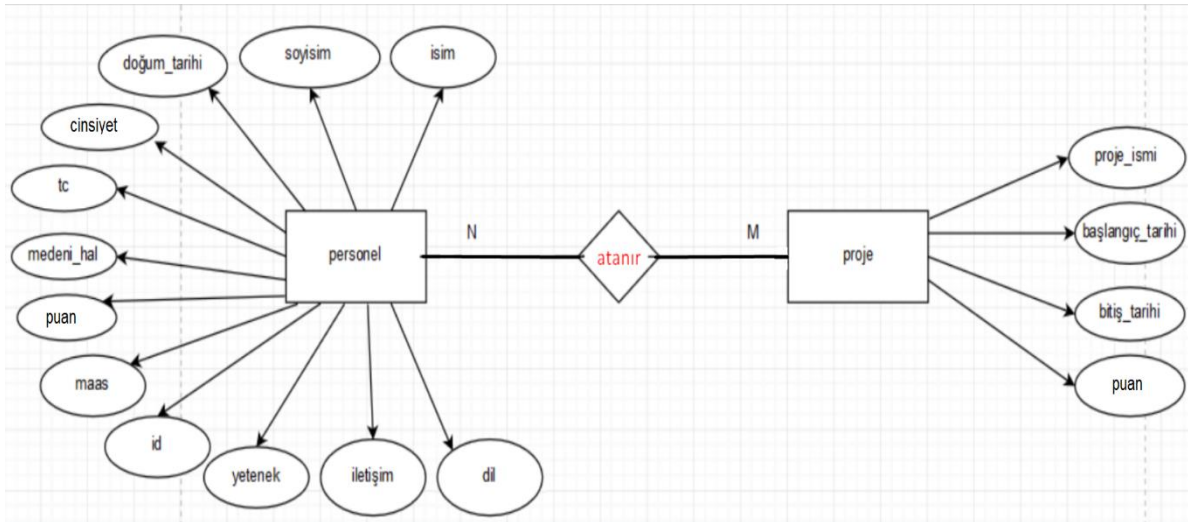 doğum_tarihi
soyisim
isim
cinsiyet
tc
medeni_hal
puan
maas
id
yetenek
iletişim
dil
personel
N
atanır
M
proje
proje_ismi
başlangıç_tarihi
bitiş_tarihi
puan